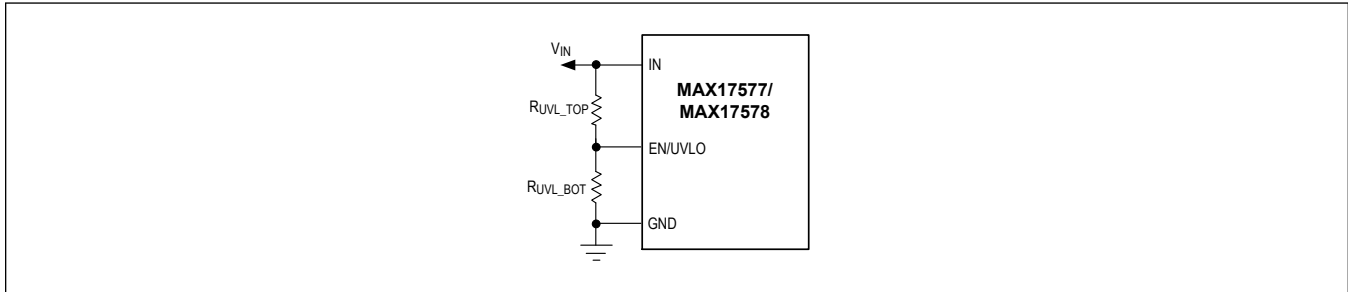 VIN
IN
MAX17577/
MAX17578
RUVL_TOP
EN/UVLO
RUVL_BOT
GND